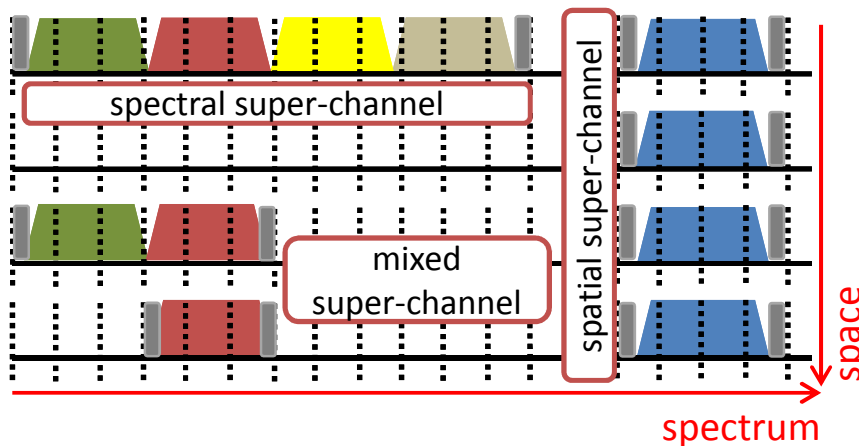 spectral super-channel
spatial super-channel
mixed
super-channel
space
spectrum